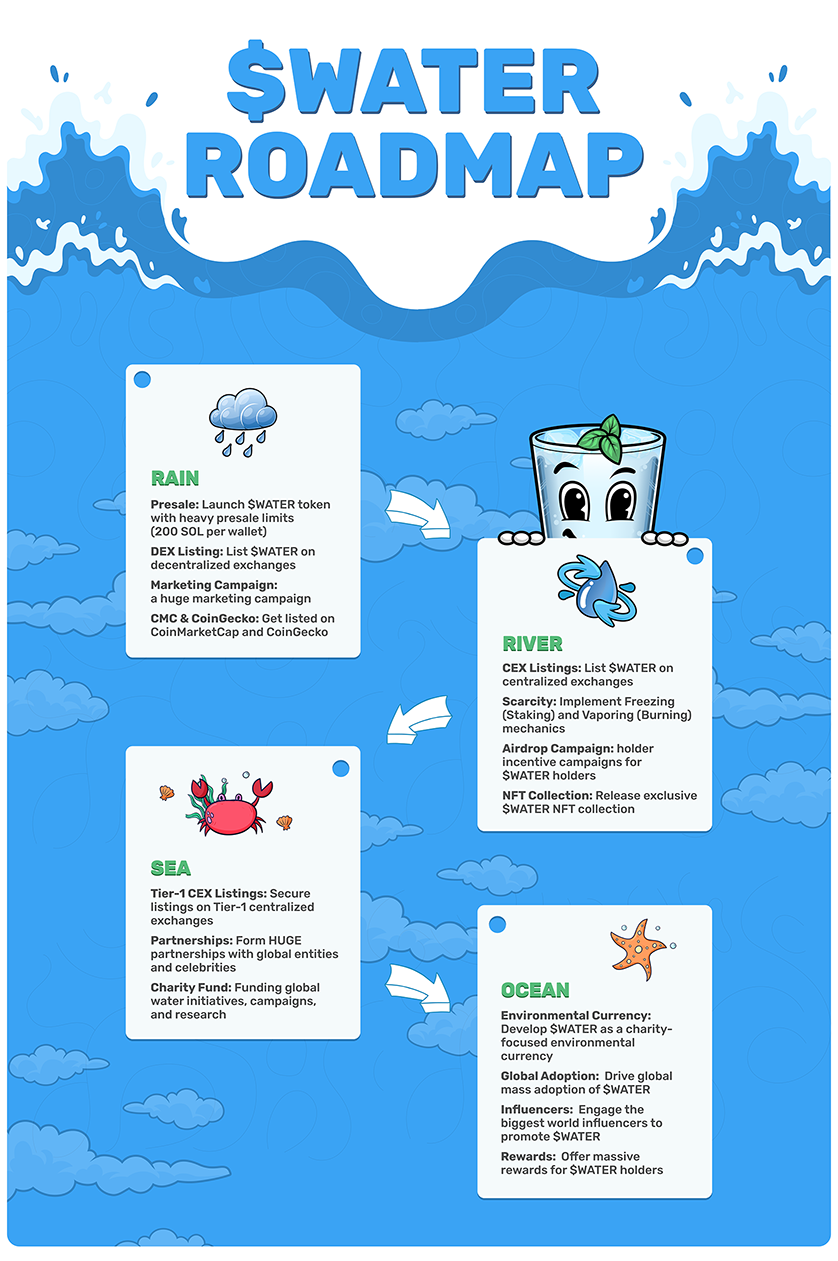 $WATER
ROADMAP
RAIN
Presale: Launch $WATER token
with heavy presale limits
(200 SOL per wallet)
DEX Listing: List $WATER on
decentralized exchanges
Marketing Campaign:
a huge marketing campaign
CMC & CoinGecko: Get listed on
CoinMarketCap and CoinGecko
RIVER
CEX Listings: List $WATER on
centralized exchanges
Scarcity: Implement Freezing
(Staking) and Vaporing (Burning)
mechanics
Airdrop Campaign: holder
incentive campaigns for
$WATER holders
NFT Collection: Release exclusive
$WATER NFT collection
SEA
Tier-1 CEX Listings: Secure
listings on Tier-1 centralized
exchanges
Partnerships: Form HUGE
partnerships with global entities
and celebrities
Charity Fund: Funding global
water initiatives, campaigns,
and research
OCEAN
Environmental Currency:
Develop $WATER as a charity-
focused environmental
currency
Global Adoption: Drive global
mass adoption of $WATER
Influencers: Engage the
biggest world influencers to
promote $WATER
Rewards: Offer massive
rewards for $WATER holders